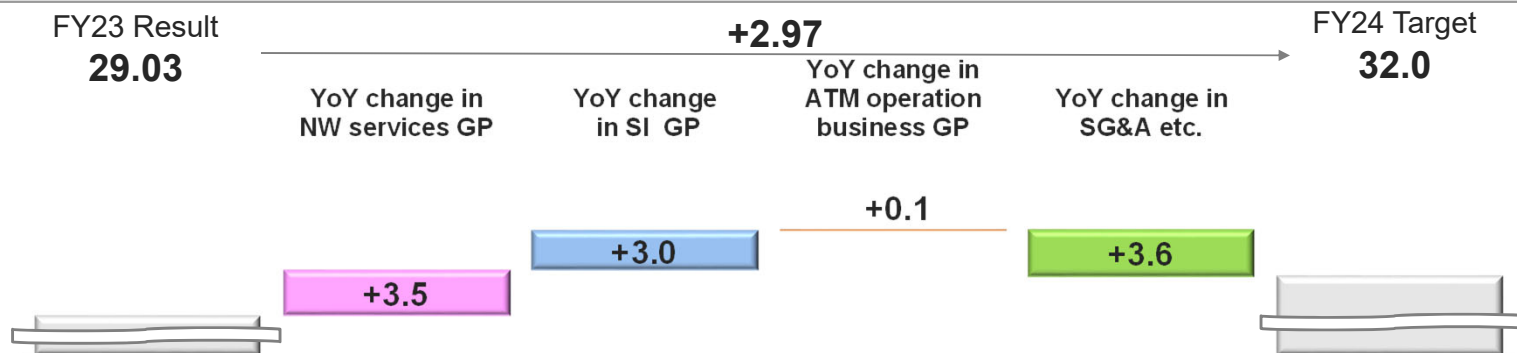 FY23 Result
29.03
+2.97
FY24 Target
32.0
YoY change in
NW services GP
YoY change
in SI GP
YoY change in
ATM operation
business GP
YoY change in
SG&A etc.
+3.5
+3.0
+0.1
+3.6